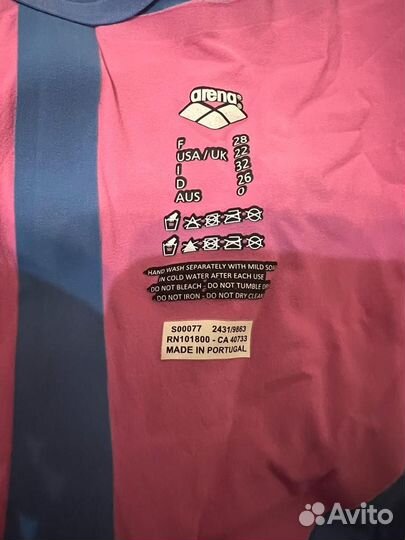 arena
F 28
USA / UK 22
I 32
D 26
AUS 0
HAND WASH SEPARATELY WITH MILD SOAP
IN COLD WATER AFTER EACH USE
DO NOT BLEACH - DO NOT TUMBLE DRY
DO NOT IRON - DO NOT DRY CLEAN
S00077 2431/9863
RN101800 - CA 40733
MADE IN PORTUGAL
Avito